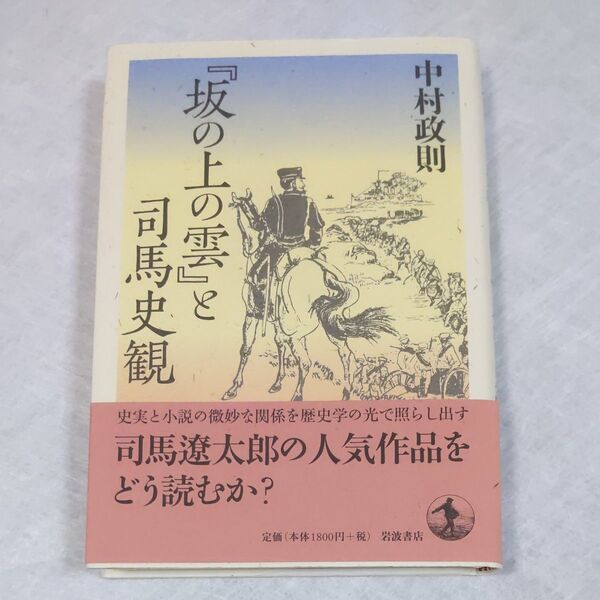 中村政則
『坂の上の雲』と
司馬史観
史実と小説の微妙な関係を歴史学の光で照らし出す
司馬遼太郎の人気作品を
どう読むか?
定価(本体1800円+税) 岩波書店